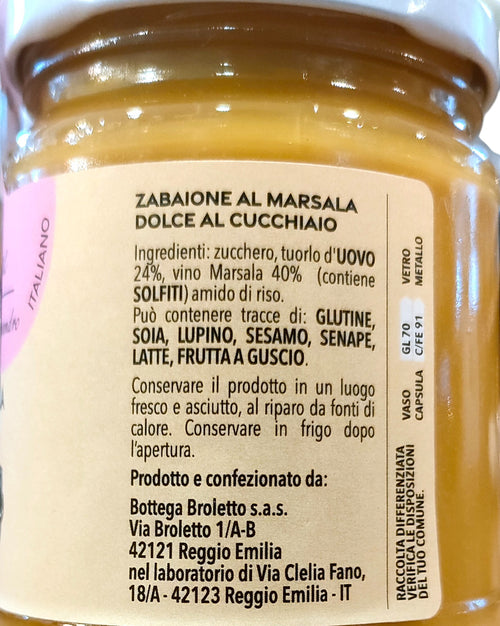 ZABAIONE AL MARSALA
DOLCE AL CUCCHIAIO
Ingredienti: zucchero, tuorlo d'UOVO
24%, vino Marsala 40% (contiene
SOLFITI) amido di riso.
Può contenere tracce di: GLUTINE,
SOIA, LUPINO, SESAMO, SENAPE,
LATTE, FRUTTA A GUSCIO.
Conservare il prodotto in un luogo
fresco e asciutto, al riparo da fonti di
calore. Conservare in frigo dopo
l'apertura.
Prodotto e confezionato da:
Bottega Broletto s.a.s.
Via Broletto 1/A-B
42121 Reggio Emilia
nel laboratorio di Via Clelia Fano,
18/A - 42123 Reggio Emilia - IT
VASO GL 70 VETRO
CAPSULA C/FE 91 METALLO
RACCOLTA DIFFERENZIATA
VERIFICA LE DISPOSIZIONI
DEL TUO COMUNE.
ITALIANO